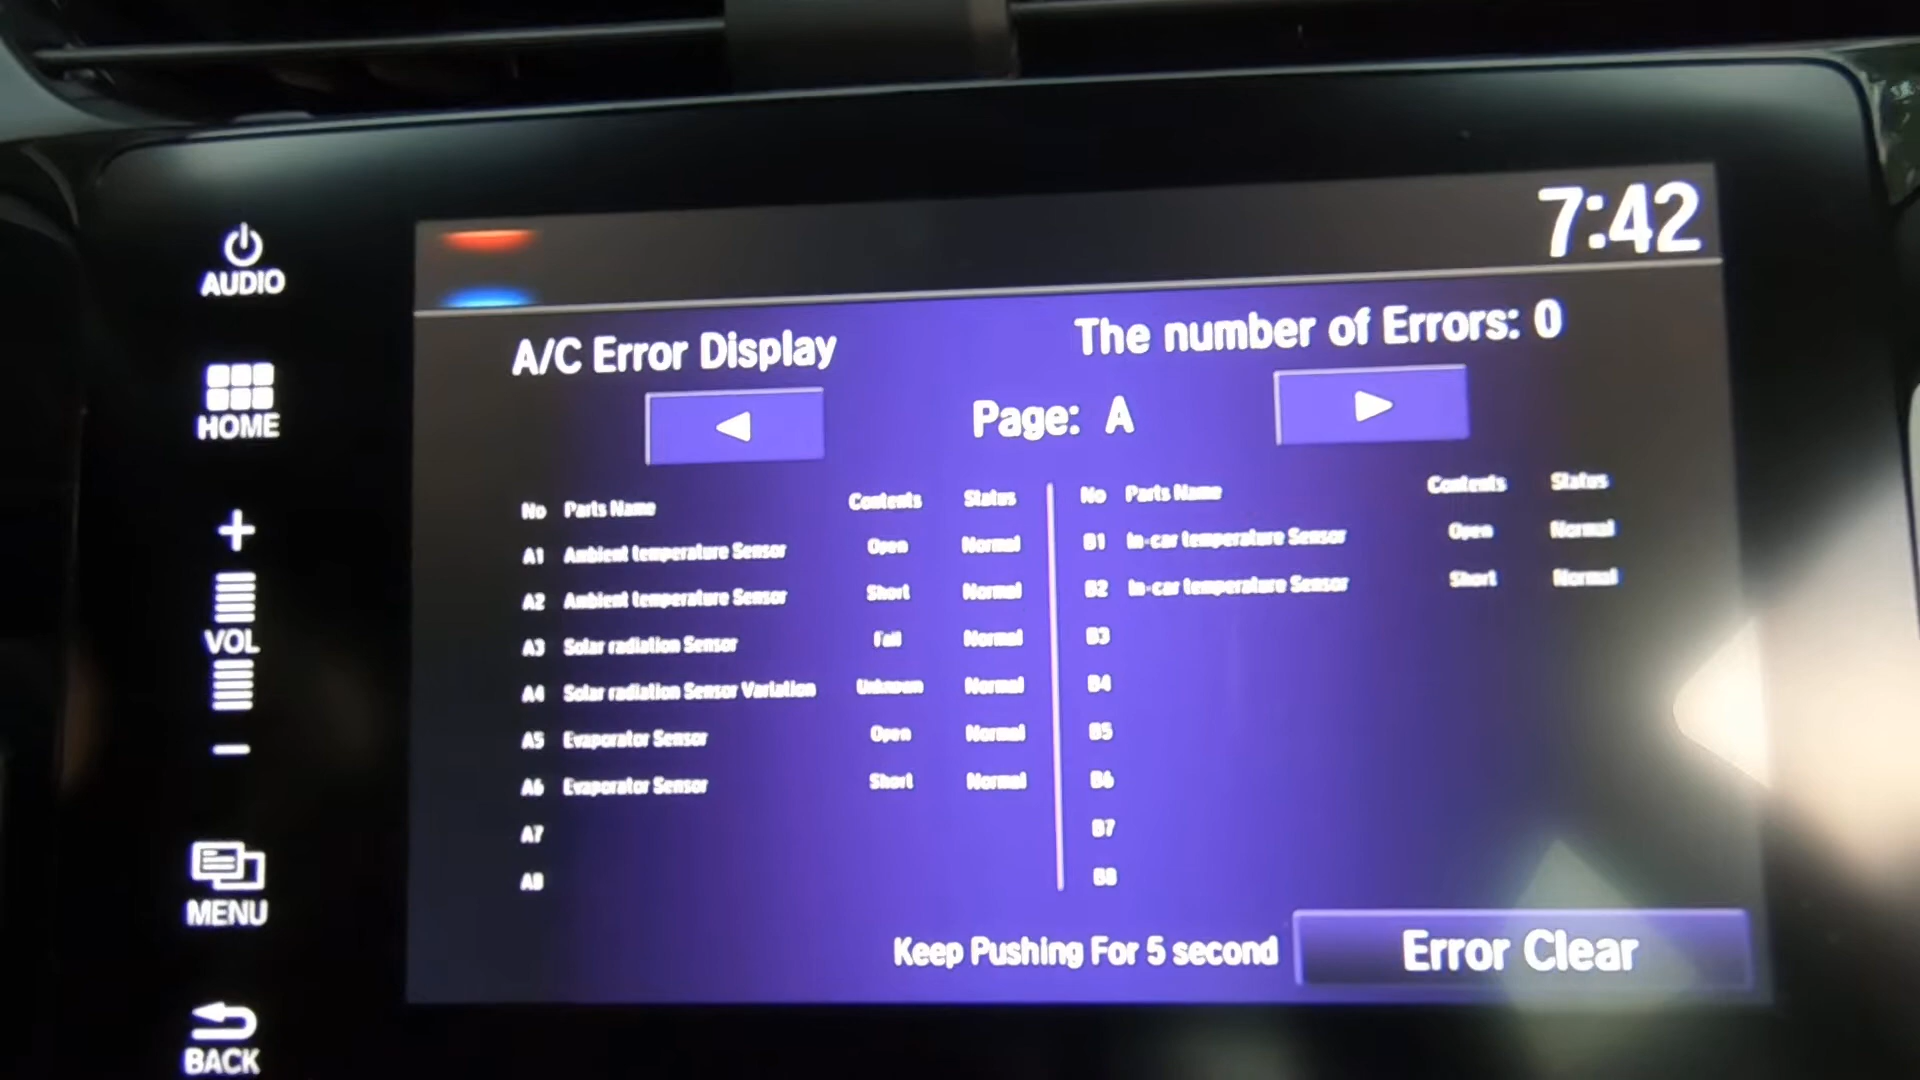 7:42
AUDIO
HOME
+
VOL
−
MENU
BACK
A/C Error Display
The number of Errors: 0
Page: A
No Parts Name Contents Status
A1 Ambient temperature Sensor Open Normal
A2 Ambient temperature Sensor Short Normal
A3 Solar radiation Sensor Fail Normal
A4 Solar radiation Sensor Variation Unknown Normal
A5 Evaporator Sensor Open Normal
A6 Evaporator Sensor Short Normal
A7
A8
No Parts Name Contents Status
B1 In-car temperature Sensor Open Normal
B2 In-car temperature Sensor Short Normal
B3
B4
B5
B6
B7
B8
Keep Pushing For 5 second
Error Clear